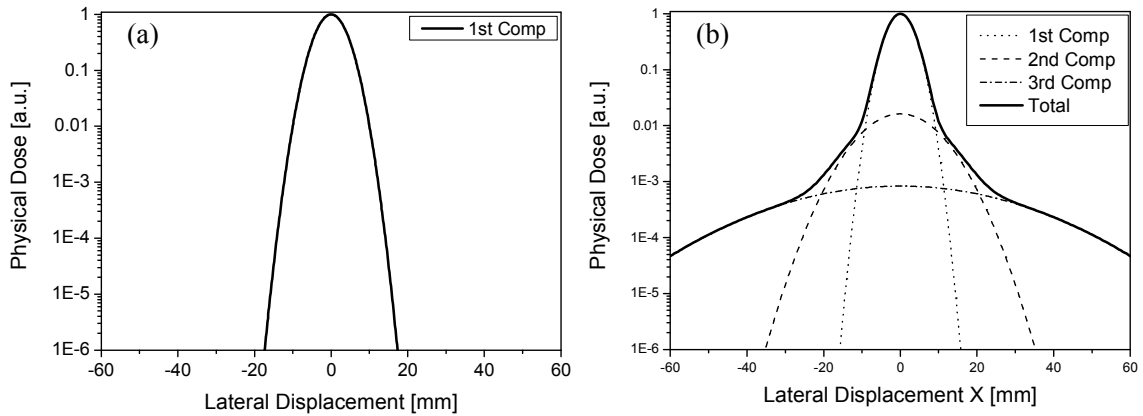 (a)
1st Comp
1
0.1
0.01
1E-3
1E-4
1E-5
1E-6
Physical Dose [a.u.]
-60 -40 -20 0 20 40 60
Lateral Displacement [mm]
(b)
1st Comp
2nd Comp
3rd Comp
Total
1
0.1
0.01
1E-3
1E-4
1E-5
1E-6
Physical Dose [a.u.]
-60 -40 -20 0 20 40 60
Lateral Displacement X [mm]